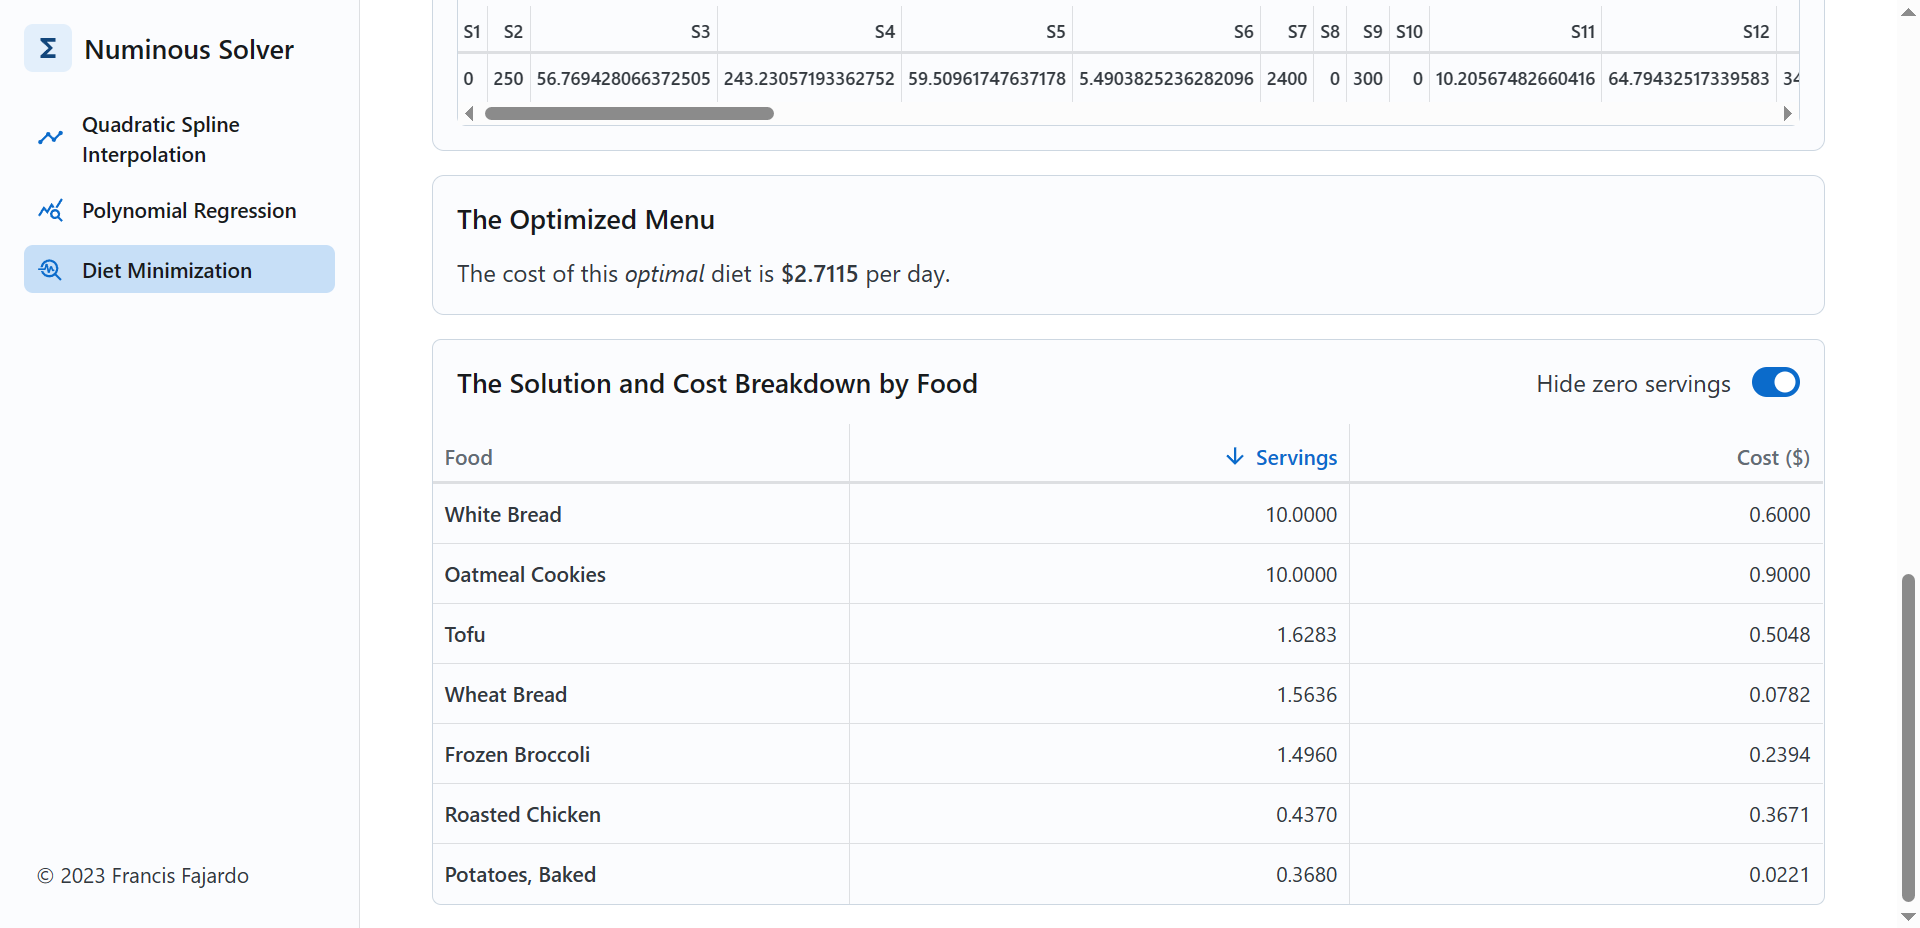 Numinous Solver
Quadratic Spline
Interpolation
Polynomial Regression
Diet Minimization
© 2023 Francis Fajardo
S1 S2 S3 S4 S5 S6 S7 S8 S9 S10 S11 S12
0 250 56.769428066372505 243.23057193362752 59.50961747637178 5.4903825236282096 2400 0 300 0 10.20567482660416 64.79432517339583 34
The Optimized Menu
The cost of this optimal diet is $2.7115 per day.
The Solution and Cost Breakdown by Food
Hide zero servings
Food Servings Cost ($)
White Bread 10.0000 0.6000
Oatmeal Cookies 10.0000 0.9000
Tofu 1.6283 0.5048
Wheat Bread 1.5636 0.0782
Frozen Broccoli 1.4960 0.2394
Roasted Chicken 0.4370 0.3671
Potatoes, Baked 0.3680 0.0221